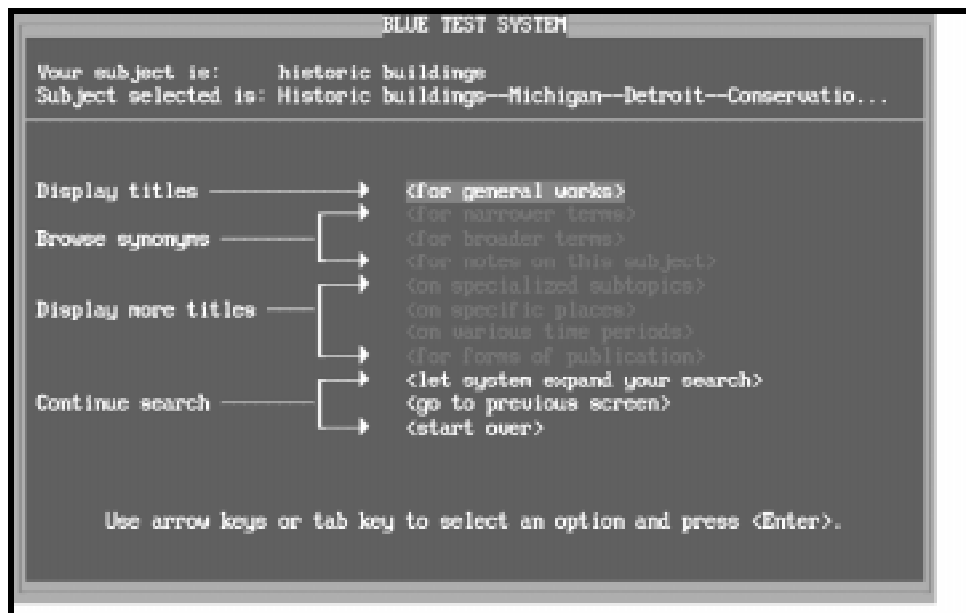 BLUE TEST SYSTEM
Your subject is: historic buildings
Subject selected is: Historic buildings--Michigan--Detroit--Conservatio...
Display titles <for general works>
<for narrower terms>
Browse synonyms <for broader terms>
<for notes on this subject>
<on specialized subtopics>
Display more titles <on specific places>
<on various time periods>
<for forms of publication>
<let system expand your search>
Continue search <go to previous screen>
<start over>
Use arrow keys or tab key to select an option and press <Enter>.